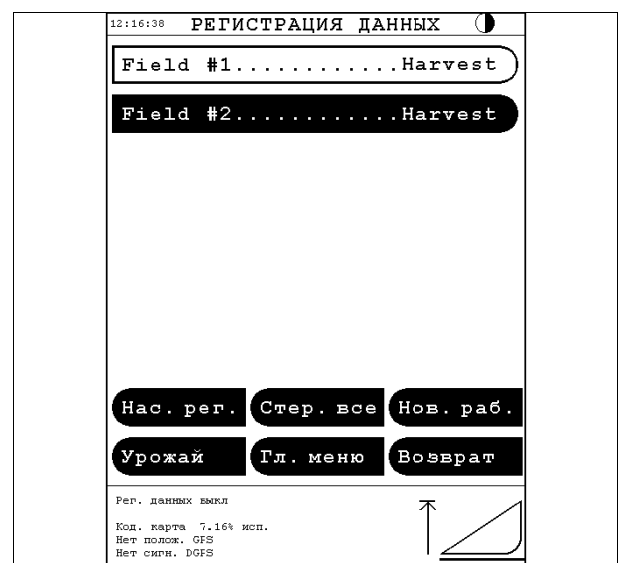 12:16:38 РЕГИСТРАЦИЯ ДАННЫХ
Field #1............Harvest
Field #2............Harvest
Нас. рег. Стер. все Нов. раб.
Урожай Гл. меню Возврат
Рег. данных выкл
Код. карта 7.16% исп.
Нет полож. GPS
Нет сигн. DGPS